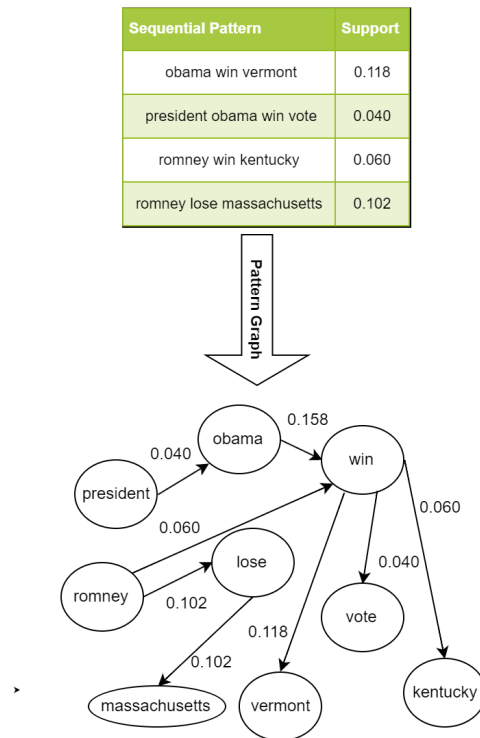 Sequential Pattern Support
obama win vermont 0.118
president obama win vote 0.040
romney win kentucky 0.060
romney lose massachusetts 0.102
Pattern Graph
0.158
obama
win
0.040
president
0.060
0.060
lose
0.040
romney
0.102
vote
0.118
0.102
massachusetts
vermont
kentucky